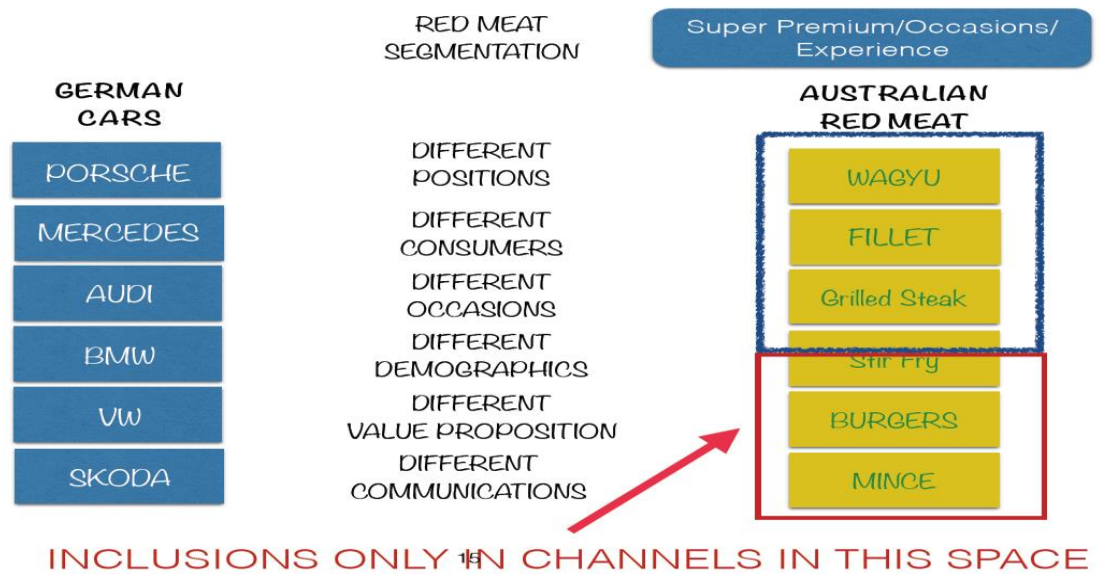 RED MEAT
SEGMENTATION
Super Premium/Occasions/
Experience
GERMAN
CARS
AUSTRALIAN
RED MEAT
PORSCHE
DIFFERENT
POSITIONS
WAGYU
MERCEDES
DIFFERENT
CONSUMERS
FILLET
AUDI
DIFFERENT
OCCASIONS
Grilled Steak
BMW
DIFFERENT
DEMOGRAPHICS
Stir Fry
VW
DIFFERENT
VALUE PROPOSITION
BURGERS
SKODA
DIFFERENT
COMMUNICATIONS
MINCE
INCLUSIONS ONLY IN CHANNELS IN THIS SPACE
15